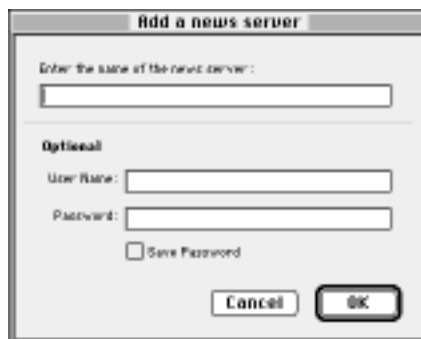 Add a news server
Enter the name of the news server:
Optional
User Name:
Password:
Save Password
Cancel OK